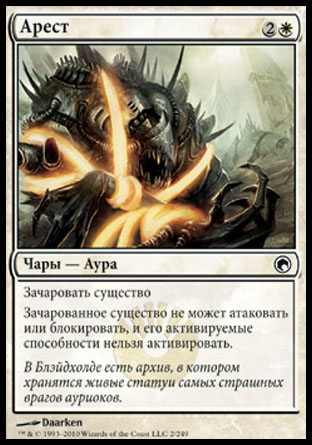 Арест 2
Чары — Аура
Зачаровать существо
Зачарованное существо не может атаковать
или блокировать, и его активируемые
способности нельзя активировать.
В Блэйдхолде есть архив, в котором
хранятся живые статуи самых страшных
врагов ауриоков.
Daarken
™ & © 1993–2010 Wizards of the Coast LLC 2/249